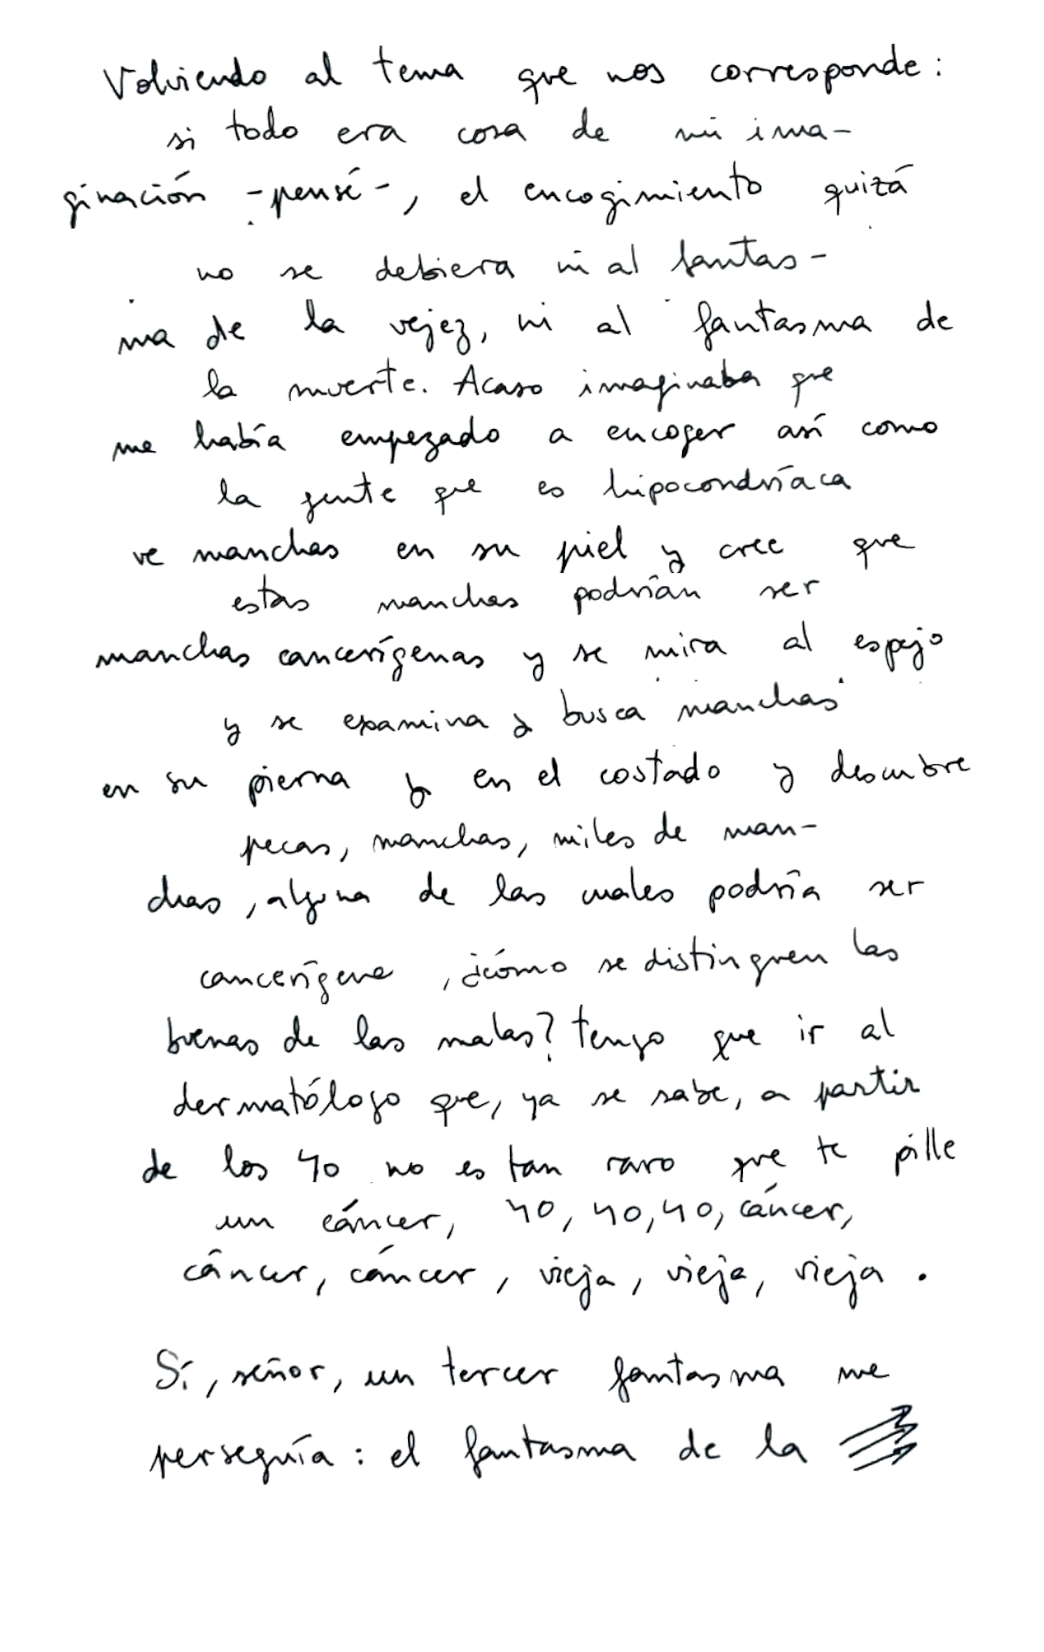 Volviendo al tema que nos corresponde:
si todo era cosa de mi ima-
ginación -pensé-, el encogimiento quizá
no se debiera ni al fantas-
ma de la vejez, ni al fantasma de
la muerte. Acaso imaginaba que
me había empezado a encoger así como
la gente que es hipocondríaca
ve manchas en su piel y cree que
estas manchas podrían ser
manchas cancerígenas y se mira al espejo
y se examina y busca manchas
en su pierna y en el costado y descubre
pecas, manchas, miles de man-
chas, alguna de las cuales podría ser
cancerígena, ¿cómo se distinguen las
buenas de las malas? tengo que ir al
dermatólogo que, ya se sabe, a partir
de los 40 no es tan raro que te pille
un cáncer, 40, 40, 40, cáncer,
cáncer, cáncer, vieja, vieja, vieja.
Sí, señor, un tercer fantasma me
perseguía: el fantasma de la